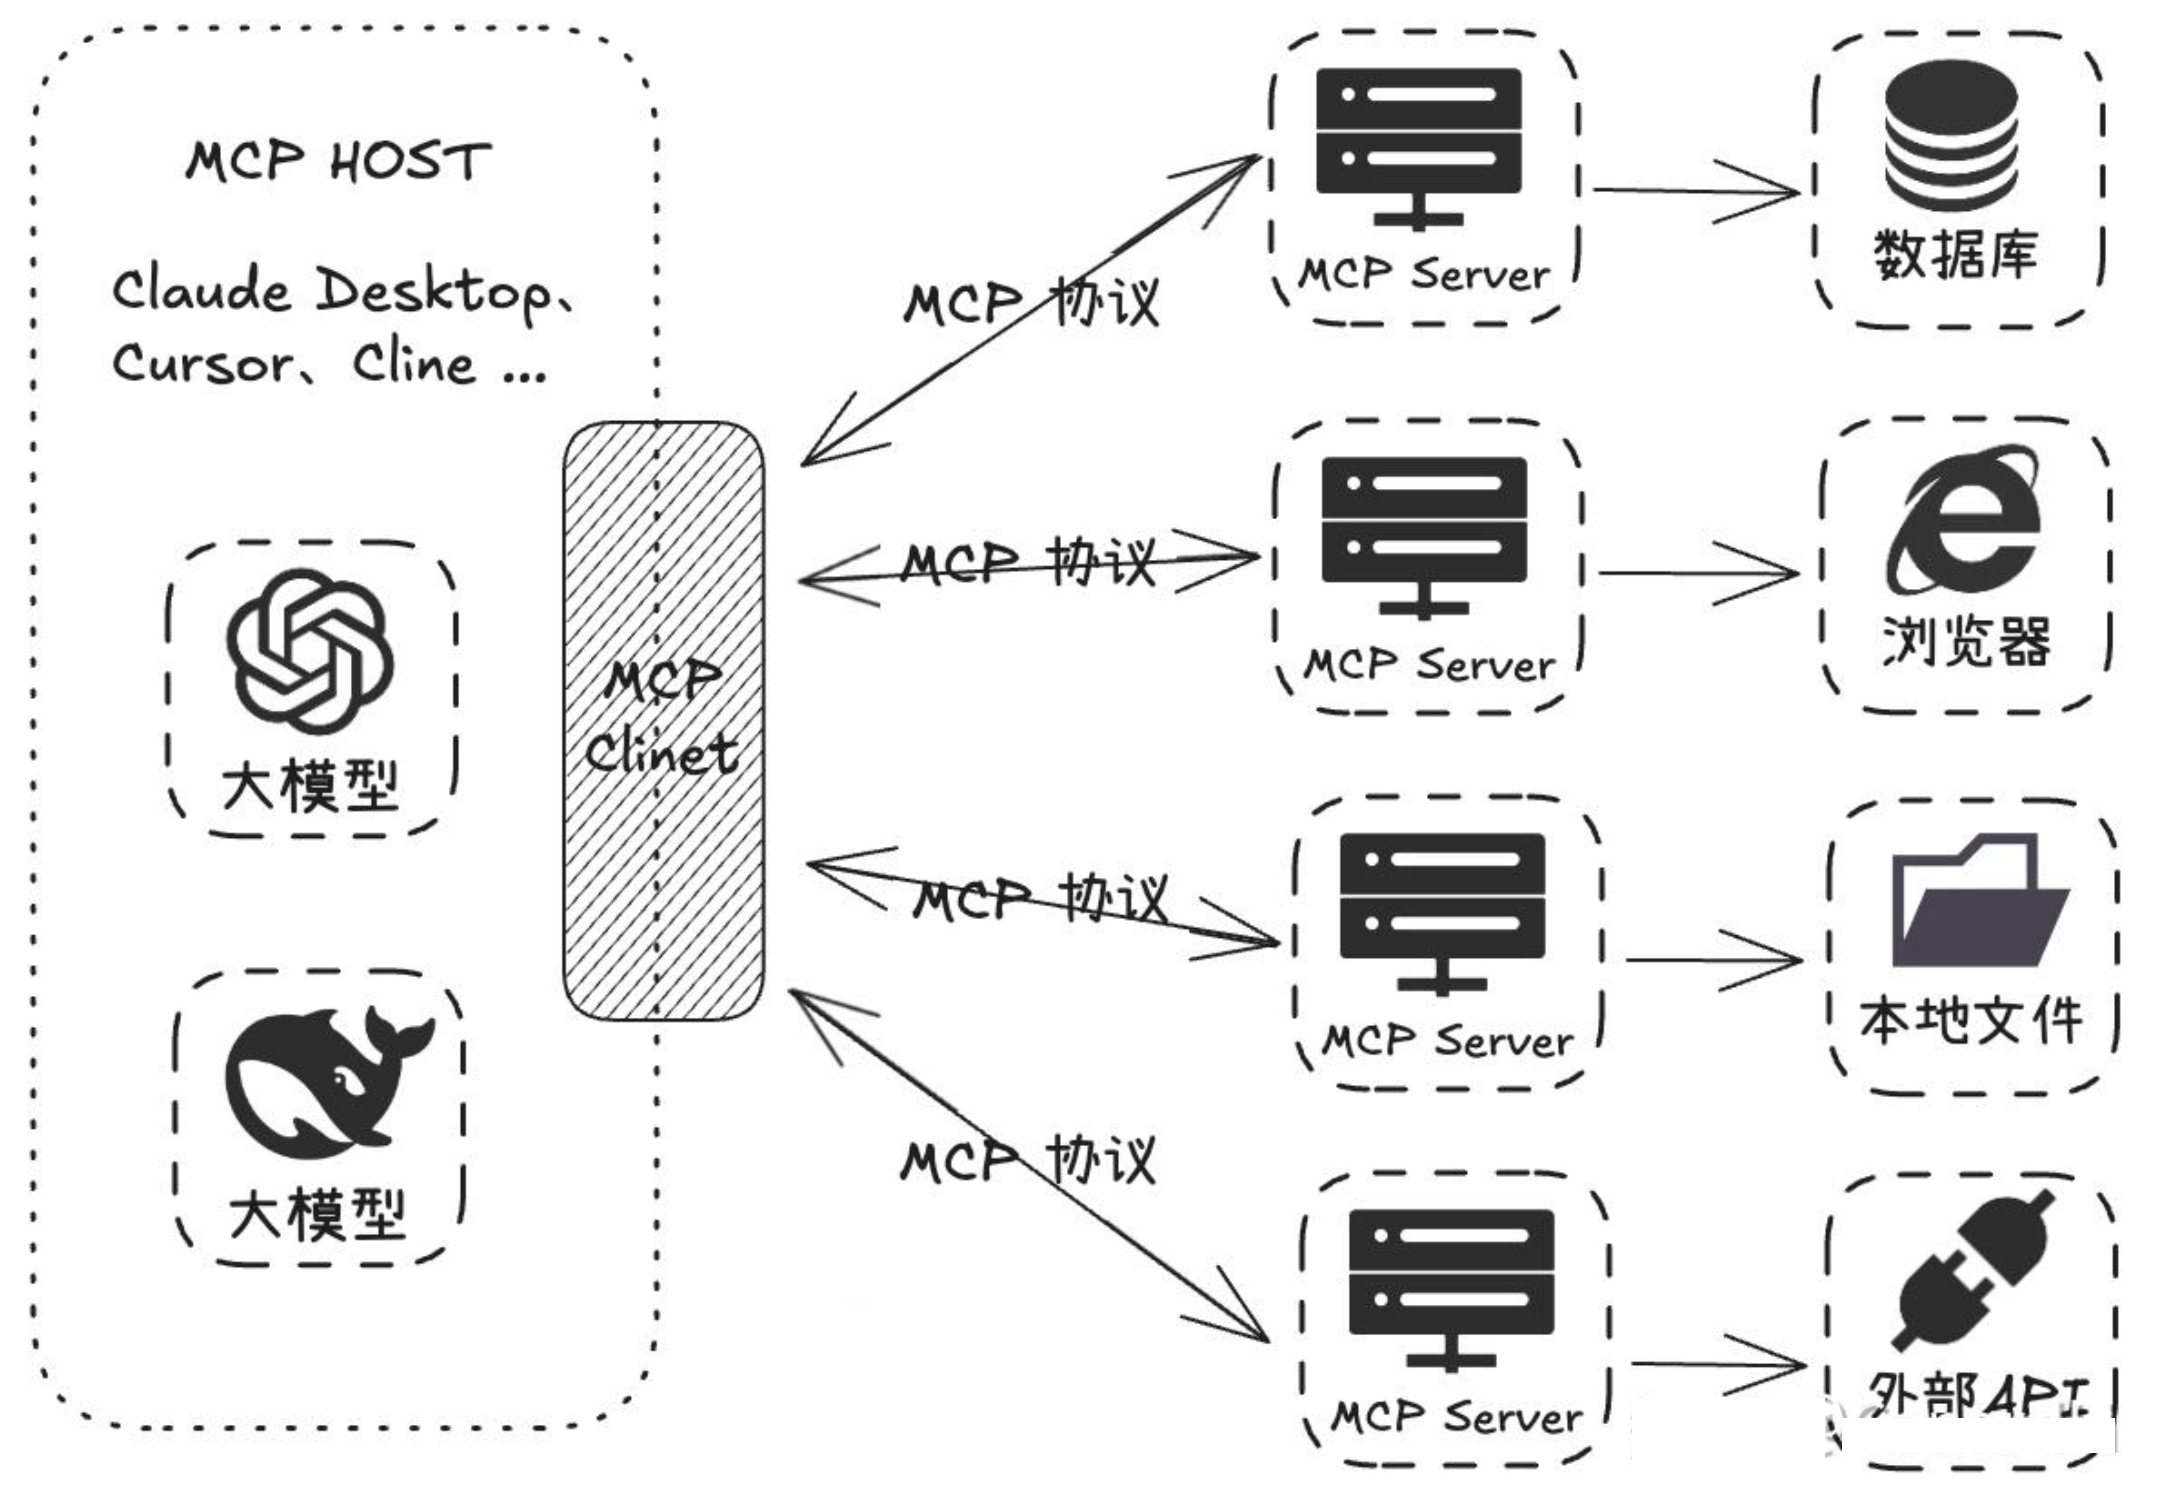 MCP HOST
Claude Desktop、
Cursor、Cline ...
大模型
大模型
MCP
Clinet
MCP 协议
MCP 协议
MCP 协议
MCP 协议
MCP Server
数据库
MCP Server
浏览器
MCP Server
本地文件
MCP Server
外部API